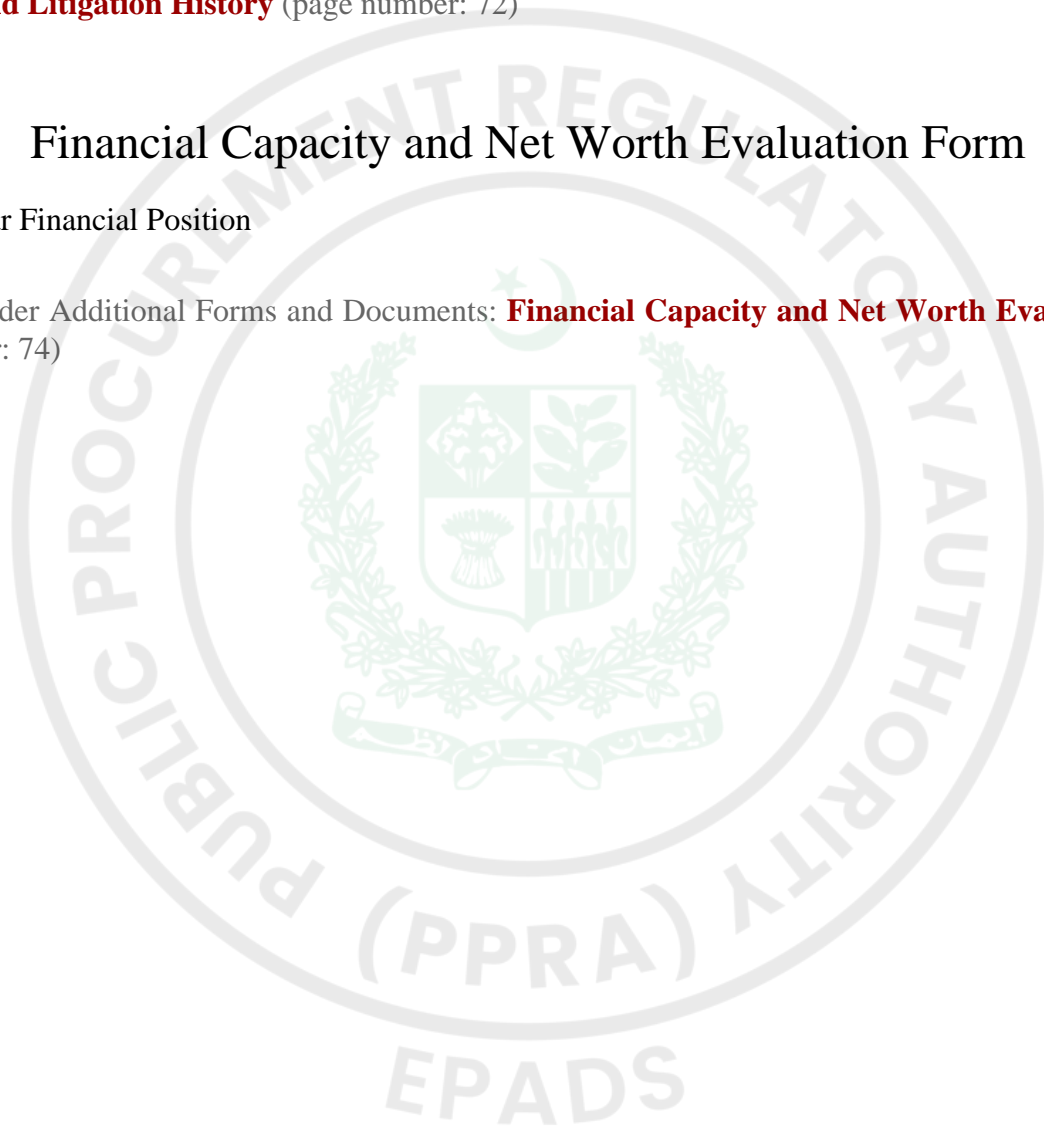 d Litigation History (page number: 72)
Financial Capacity and Net Worth Evaluation Form
r Financial Position
der Additional Forms and Documents: Financial Capacity and Net Worth Eva
: 74)
PUBLIC PROCUREMENT REGULATORY AUTHORITY
(PPRA)
EPADS